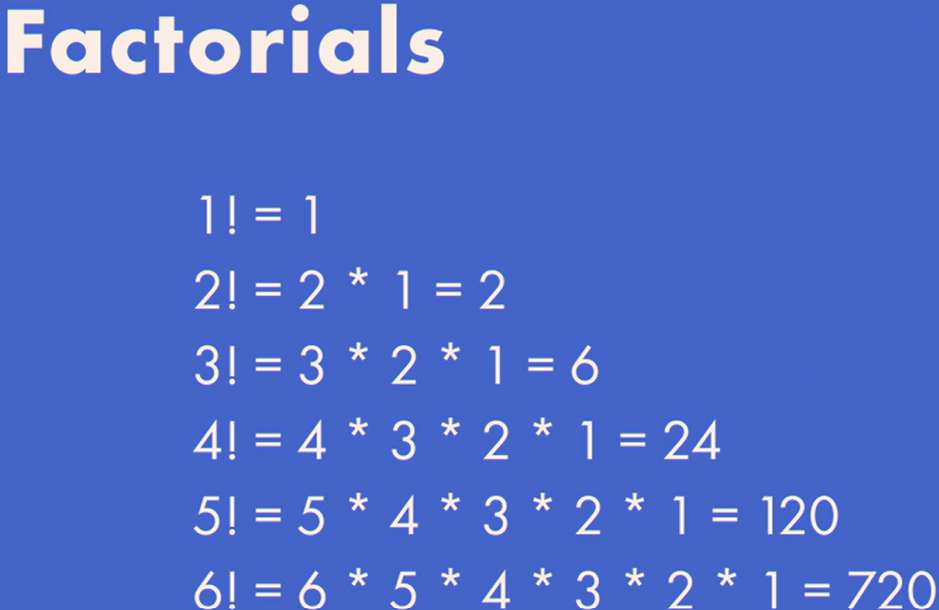 Factorials
1! = 1
2! = 2 * 1 = 2
3! = 3 * 2 * 1 = 6
4! = 4 * 3 * 2 * 1 = 24
5! = 5 * 4 * 3 * 2 * 1 = 120
6! = 6 * 5 * 4 * 3 * 2 * 1 = 720